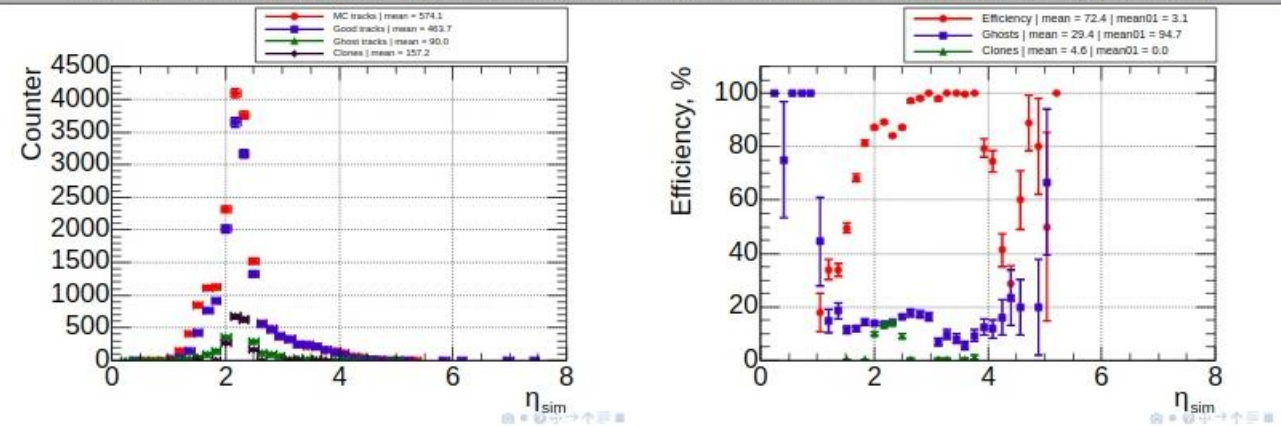 MC tracks | mean = 574.1
Good tracks | mean = 463.7
Ghost tracks | mean = 90.0
Clones | mean = 157.2
Counter
4500
4000
3500
3000
2500
2000
1500
1000
500
0
0 2 4 6 8
ηsim
Efficiency | mean = 72.4 | mean01 = 3.1
Ghosts | mean = 29.4 | mean01 = 94.7
Clones | mean = 4.6 | mean01 = 0.0
Efficiency, %
100
80
60
40
20
0
0 2 4 6 8
ηsim